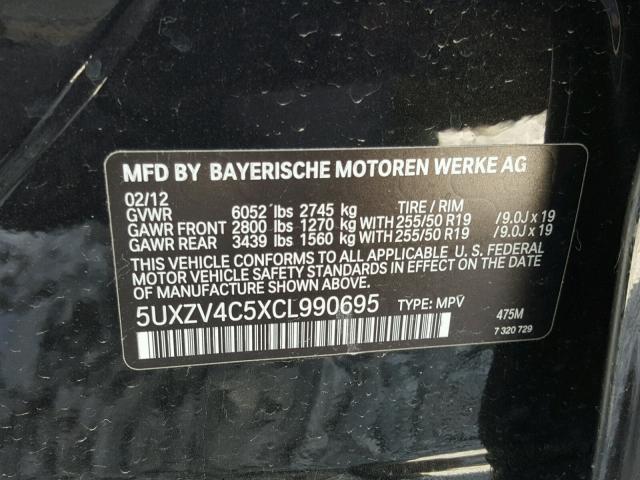 MFD BY BAYERISCHE MOTOREN WERKE AG
02/12
GVWR 6052 lbs 2745 kg TIRE / RIM
GAWR FRONT 2800 lbs 1270 kg WITH 255/50 R19 /9.0J x 19
GAWR REAR 3439 lbs 1560 kg WITH 255/50 R19 /9.0J x 19
THIS VEHICLE CONFORMS TO ALL APPLICABLE U. S. FEDERAL
MOTOR VEHICLE SAFETY STANDARDS IN EFFECT ON THE DATE
OF MANUFACTURE SHOWN ABOVE.
5UXZV4C5XCL990695 TYPE: MPV 475M
7 320 729